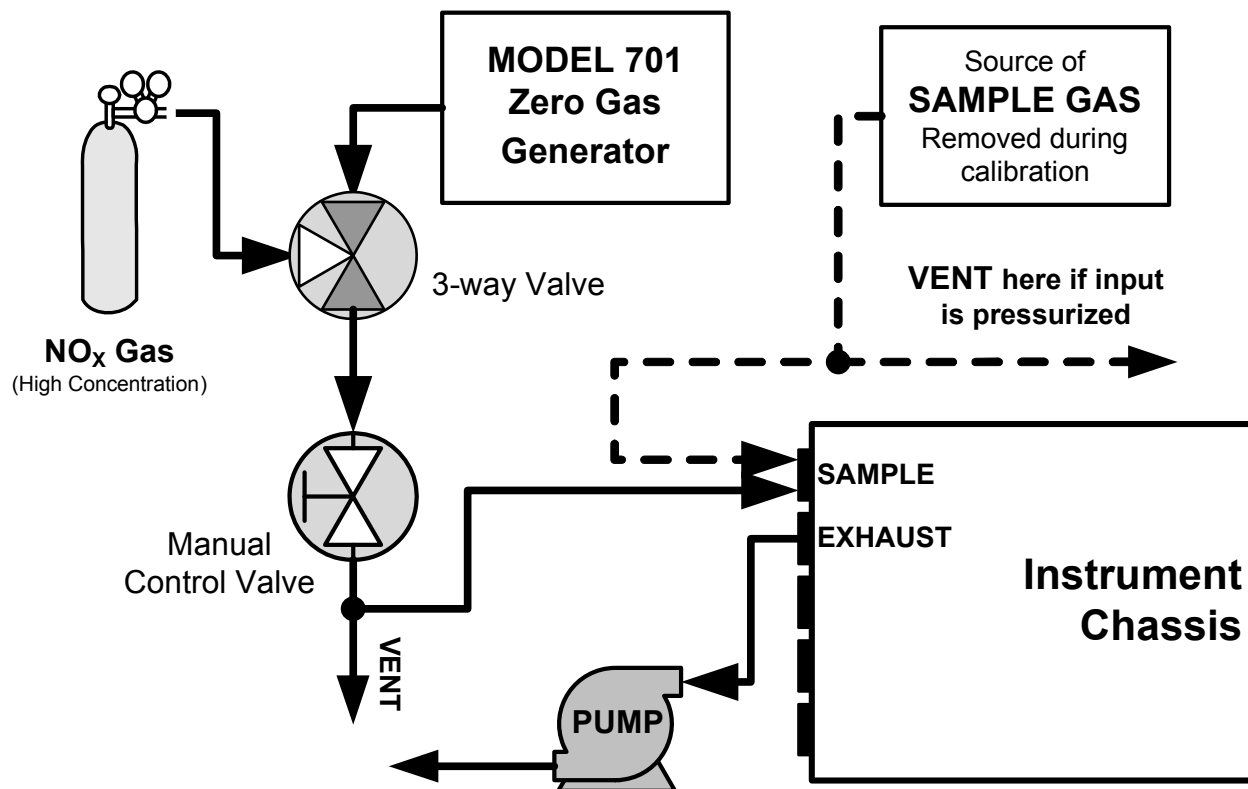 MODEL 701
Zero Gas
Generator
Source of
SAMPLE GAS
Removed during
calibration
3-way Valve
VENT here if input
is pressurized
NOX Gas
(High Concentration)
SAMPLE
EXHAUST
Manual
Control Valve
Instrument
Chassis
VENT
PUMP